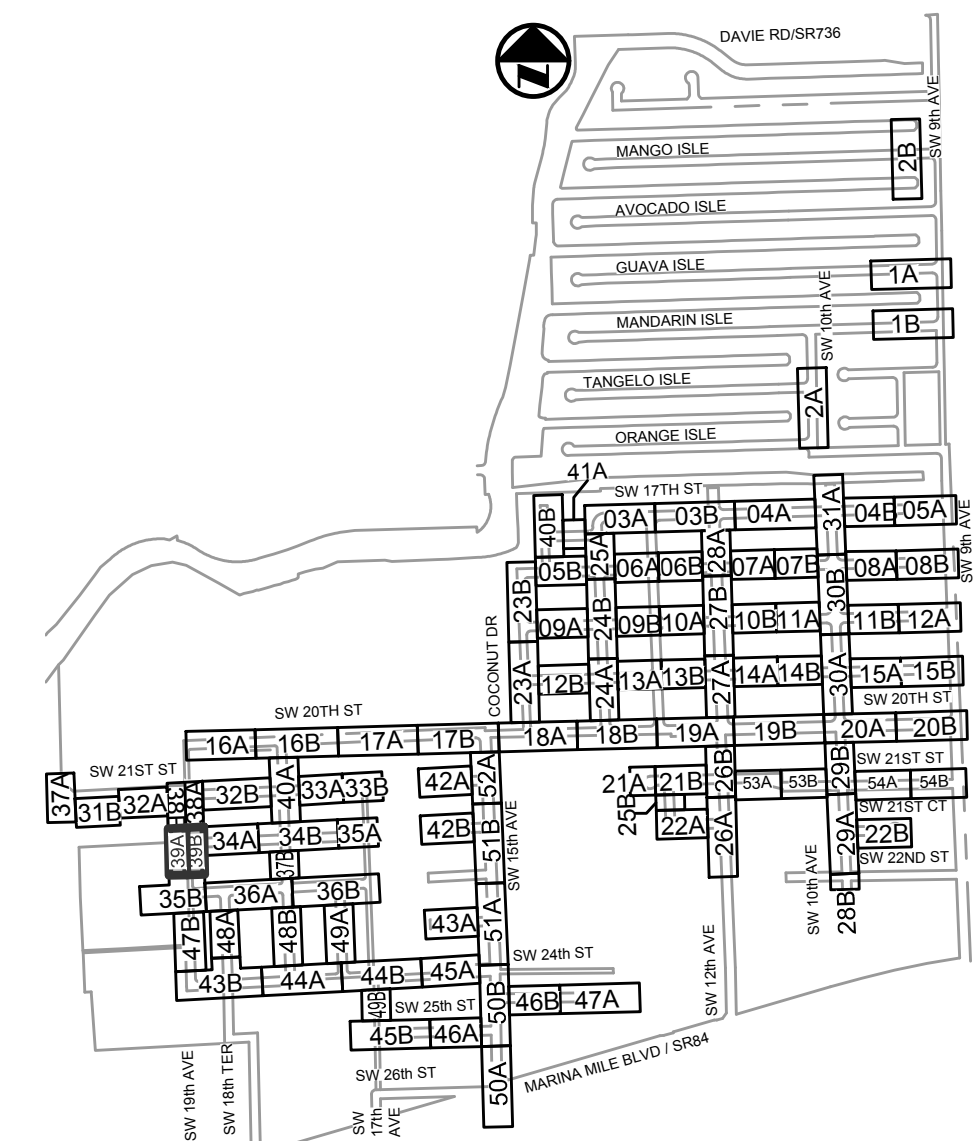 DAVIE RD/SR736
N
SW 9th AVE
MANGO ISLE
2B
AVOCADO ISLE
GUAVA ISLE
1A
SW 10th AVE
MANDARIN ISLE
1B
TANGELO ISLE
2A
ORANGE ISLE
41A
SW 17TH ST
40B
03A
03B
04A
31A
04B
05A
SW 9th AVE
25A
28A
05B
06A
06B
07A
07B
08A
08B
23B
24B
27B
30B
09A
09B
10A
10B
11A
11B
12A
COCONUT DR
23A
12B
24A
13A
13B
27A
14A
14B
30A
15A
15B
SW 20TH ST
SW 20TH ST
16A
16B
17A
17B
18A
18B
19A
19B
20A
20B
SW 21ST ST
37A
31B
32A
38B
38A
32B
40A
33A
33B
42A
52A
21A
21B
26B
53A
53B
29B
SW 21ST ST
54A
54B
25B
22A
26A
29A
SW 21ST CT
22B
SW 22ND ST
39A
39B
34A
34B
35A
37B
42B
51B
SW 15th AVE
SW 10th AVE
28B
35B
36A
36B
47B
48A
48B
49A
43A
51A
SW 12th AVE
SW 24th ST
43B
44A
44B
45A
50B
46B
47A
49B
SW 25th ST
45B
46A
SW 26th ST
50A
MARINA MILE BLVD / SR84
SW 19th AVE
SW 18th TER
SW
17th
AVE